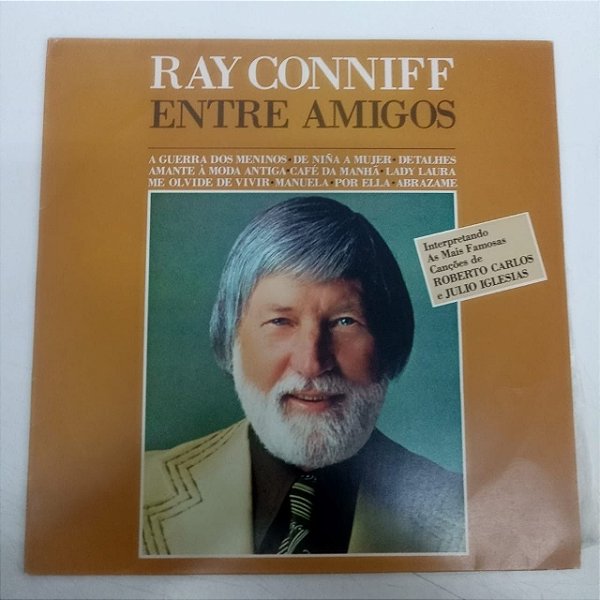 RAY CONNIFF
ENTRE AMIGOS
A GUERRA DOS MENINOS • DE NIÑA A MUJER • DETALHES
AMANTE À MODA ANTIGA • CAFÉ DA MANHÃ • LADY LAURA
ME OLVIDE DE VIVIR • MANUELA • POR ELLA • ABRAZAME
Interpretando
As Mais Famosas
Canções de
ROBERTO CARLOS
e JULIO IGLESIAS